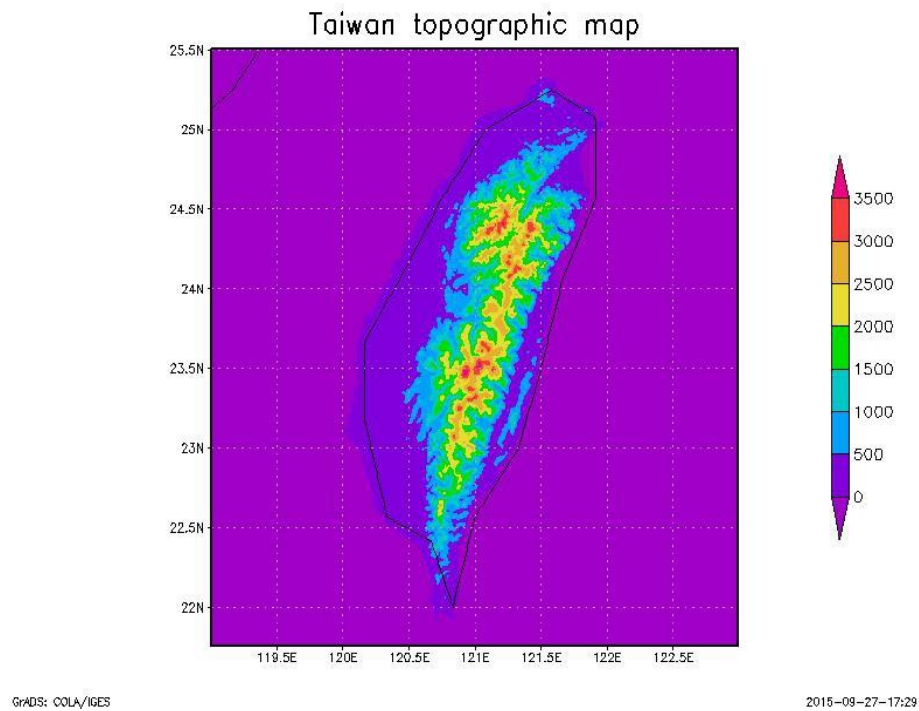 Taiwan topographic map
25.5N
25N
24.5N
24N
23.5N
23N
22.5N
22N
119.5E 120E 120.5E 121E 121.5E 122E 122.5E
3500
3000
2500
2000
1500
1000
500
0
GrADS: COLA/IGES
2015-09-27-17:29